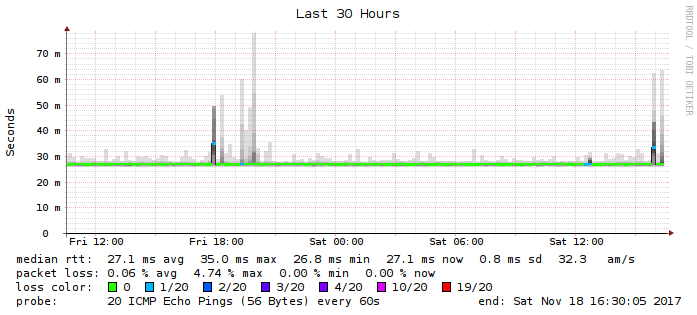 Last 30 Hours
RRDTOOL / TOBI OETIKER
Seconds
70 m
60 m
50 m
40 m
30 m
20 m
10 m
0
Fri 12:00 Fri 18:00 Sat 00:00 Sat 06:00 Sat 12:00
median rtt: 27.1 ms avg 35.0 ms max 26.8 ms min 27.1 ms now 0.8 ms sd 32.3 am/s
packet loss: 0.06 % avg 4.74 % max 0.00 % min 0.00 % now
loss color: 0 1/20 2/20 3/20 4/20 10/20 19/20
probe: 20 ICMP Echo Pings (56 Bytes) every 60s end: Sat Nov 18 16:30:05 2017